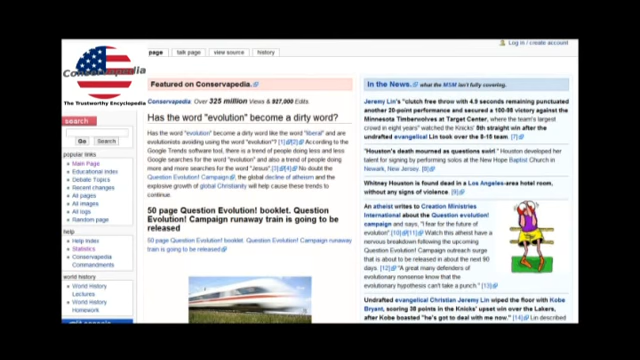 Log in / create account
page
talk page
view source
history
Conservapedia
The Trustworthy Encyclopedia
search
Go
Search
popular links
Main Page
Educational Index
Debate Topics
Recent changes
All pages
All images
All logs
Random page
help
Help Index
Statistics
Conservapedia
Commandments
world history
World History
Lectures
World History
Homework
Featured on Conservapedia.
Conservapedia: Over 325 million Views & 927,000 Edits.
Has the word "evolution" become a dirty word?
Has the word "evolution" become a dirty word like the word "liberal" and are
evolutionists avoiding using the word "evolution"? [1] [2] According to the
Google Trends software tool, there is a trend of people doing less and less
Google searches for the word "evolution" and also a trend of people doing
more and more searches for the word "Jesus". [3] [4] No doubt the
Question Evolution! Campaign, the global decline of atheism and the
explosive growth of global Christianity will help cause these trends to
continue.
50 page Question Evolution! booklet. Question
Evolution! Campaign runaway train is going to be
released
50 page Question Evolution! booklet. Question Evolution! Campaign runaway
train is going to be released
In the News. what the MSM isn't fully covering.
Jeremy Lin's "clutch free throw with 4.9 seconds remaining punctuated
another 20-point performance and secured a 100-98 victory against the
Minnesota Timberwolves at Target Center, where the team's largest
crowd in eight years" watched the Knicks' 5th straight win after the
undrafted evangelical Lin took over the 8-15 team. [7]
"Houston's death mourned as questions swirl." Houston developed her
talent for signing by performing solos at the New Hope Baptist Church in
Newark, New Jersey. [8]
Whitney Houston is found dead in a Los Angeles-area hotel room,
without any signs of violence. [9]
An atheist writes to Creation Ministries
International about the Question evolution!
campaign and says, "I fear for the future of
evolution". [10] [11] Watch this atheist have a
nervous breakdown following the upcoming
Question Evolution! Campaign outreach surge
that is about to be released in about the next 90
days. [12] "A great many defenders of
evolutionary nonsense know that the
evolutionary hypothesis can't take a punch." [13]
Undrafted evangelical Christian Jeremy Lin wiped the floor with Kobe
Bryant, scoring 38 points in the Knicks' upset win over the Lakers,
after Kobe boasted "he's got to deal with me now." [14] Lin described